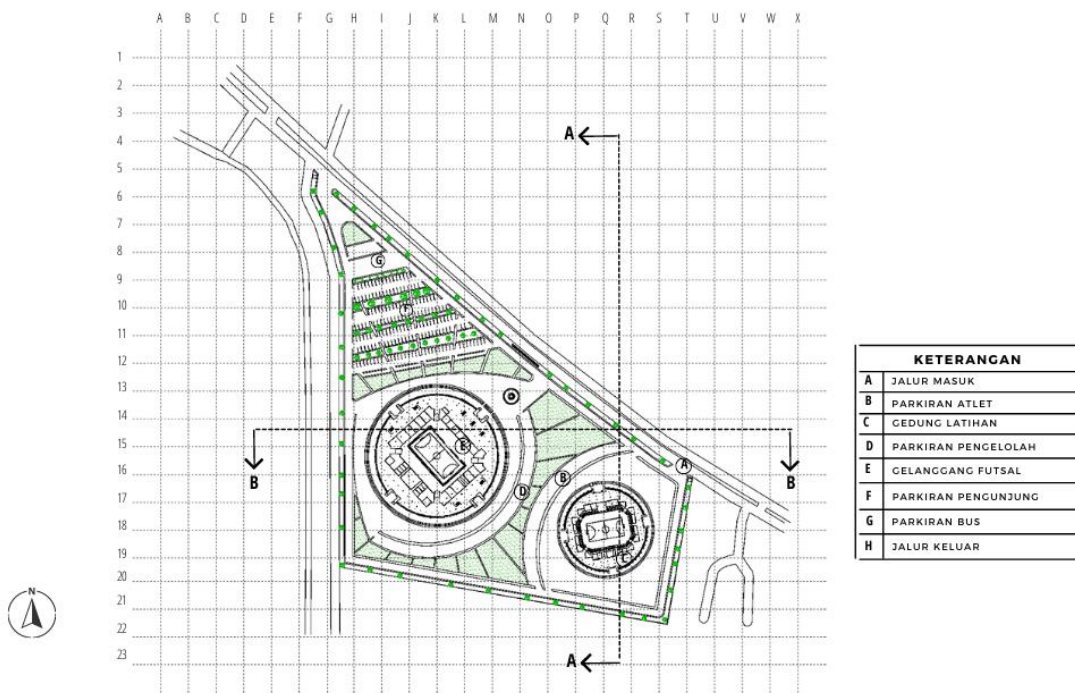 A B C D E F G H I J K L M N O P Q R S T U V W X
1
2
3
4
5
6
7
8
9
10
11
12
13
14
15
16
17
18
19
20
21
22
23
A
A
B
B
G
F
E
D
B
A
C
N
KETERANGAN
A JALUR MASUK
B PARKIRAN ATLET
C GEDUNG LATIHAN
D PARKIRAN PENGELOLAH
E GELANGGANG FUTSAL
F PARKIRAN PENGUNJUNG
G PARKIRAN BUS
H JALUR KELUAR